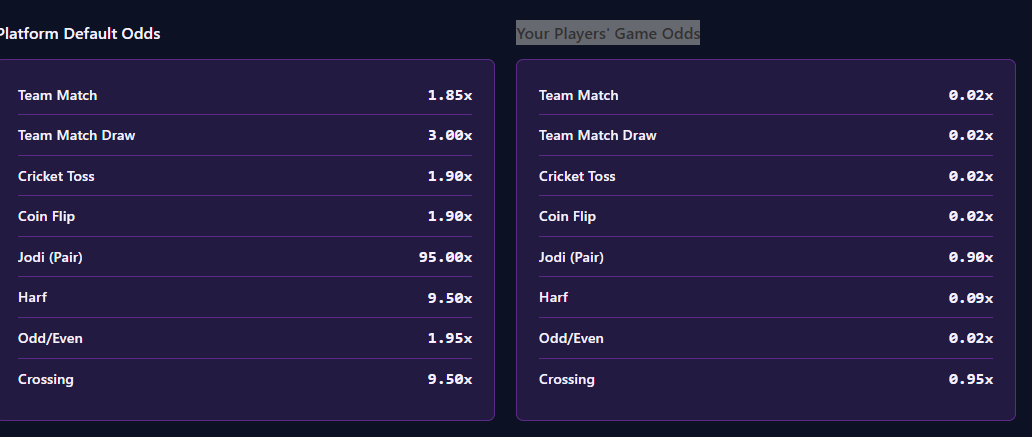 Platform Default Odds
Team Match 1.85x
Team Match Draw 3.00x
Cricket Toss 1.90x
Coin Flip 1.90x
Jodi (Pair) 95.00x
Harf 9.50x
Odd/Even 1.95x
Crossing 9.50x
Your Players' Game Odds
Team Match 0.02x
Team Match Draw 0.02x
Cricket Toss 0.02x
Coin Flip 0.02x
Jodi (Pair) 0.90x
Harf 0.09x
Odd/Even 0.02x
Crossing 0.95x